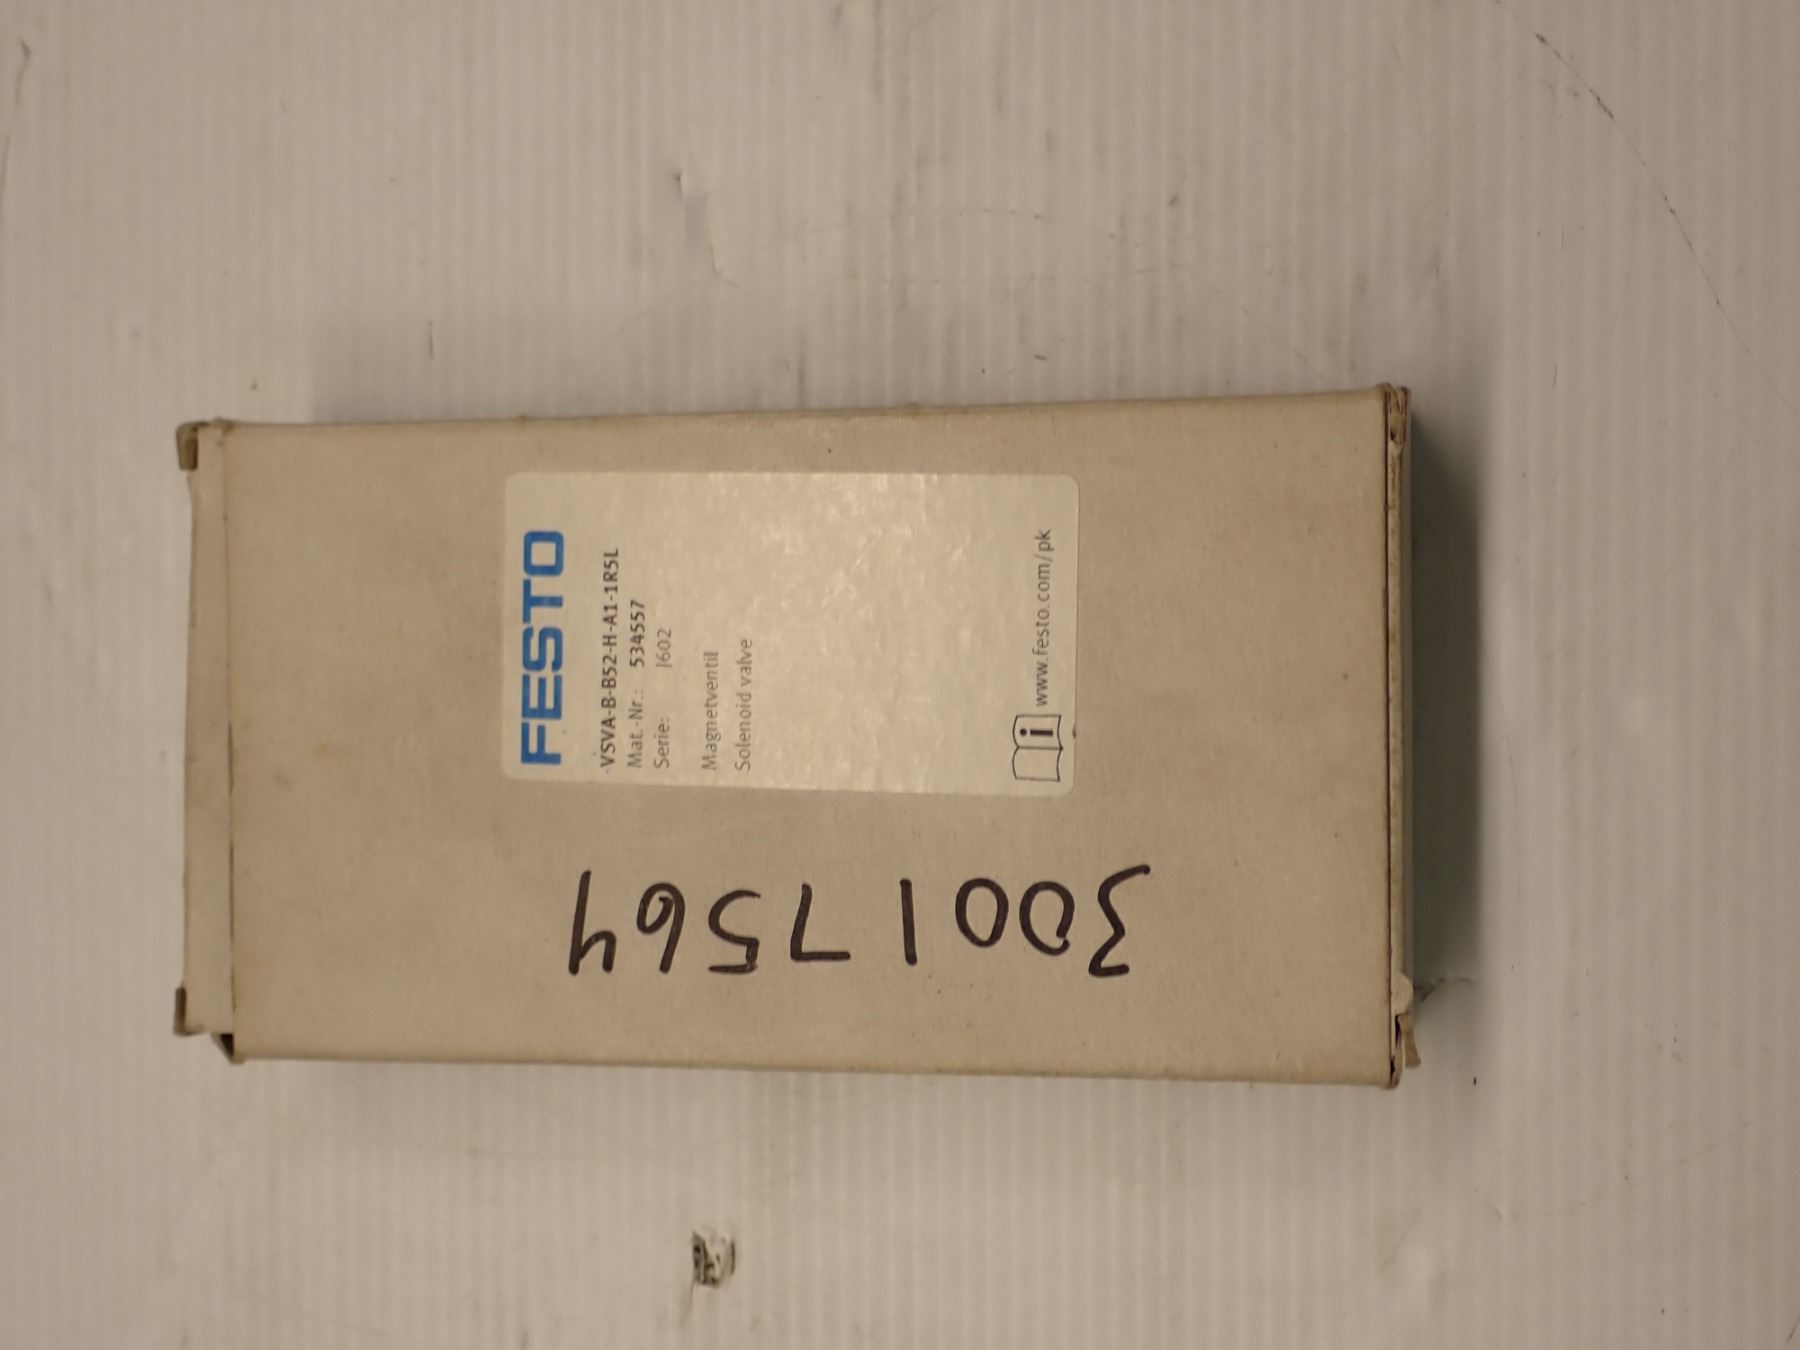 FESTO
VSVA-B-B52-H-A1-1R5L
Mat.-Nr.: 534557
Serie: J602
Magnetventil
Solenoid valve
i www.festo.com/pk
30017564